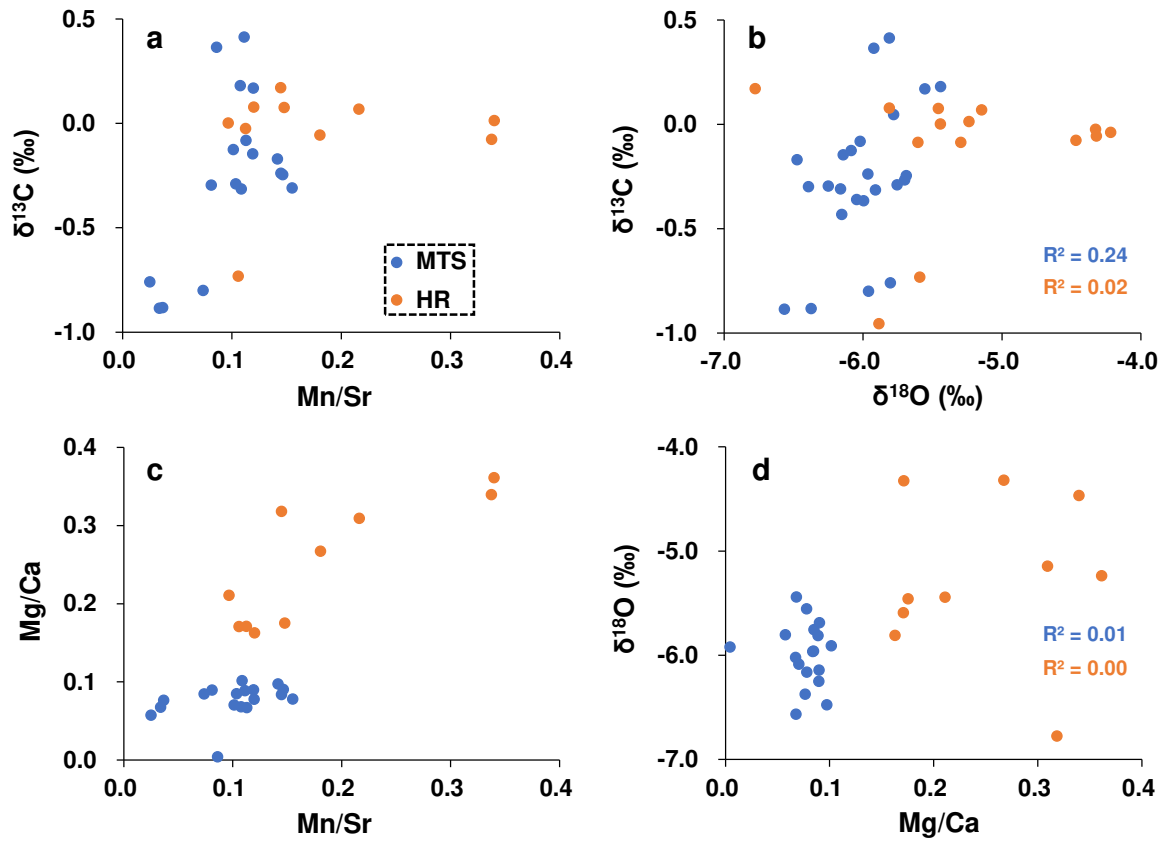 a
δ¹³C (‰)
0.5
0.0
-0.5
-1.0
0.0 0.1 0.2 0.3 0.4
Mn/Sr
MTS
HR
b
δ¹³C (‰)
0.5
0.0
-0.5
-1.0
-7.0 -6.0 -5.0 -4.0
δ¹⁸O (‰)
R² = 0.24
R² = 0.02
c
Mg/Ca
0.4
0.3
0.2
0.1
0.0
0.0 0.1 0.2 0.3 0.4
Mn/Sr
d
δ¹⁸O (‰)
-4.0
-5.0
-6.0
-7.0
0.0 0.1 0.2 0.3 0.4
Mg/Ca
R² = 0.01
R² = 0.00